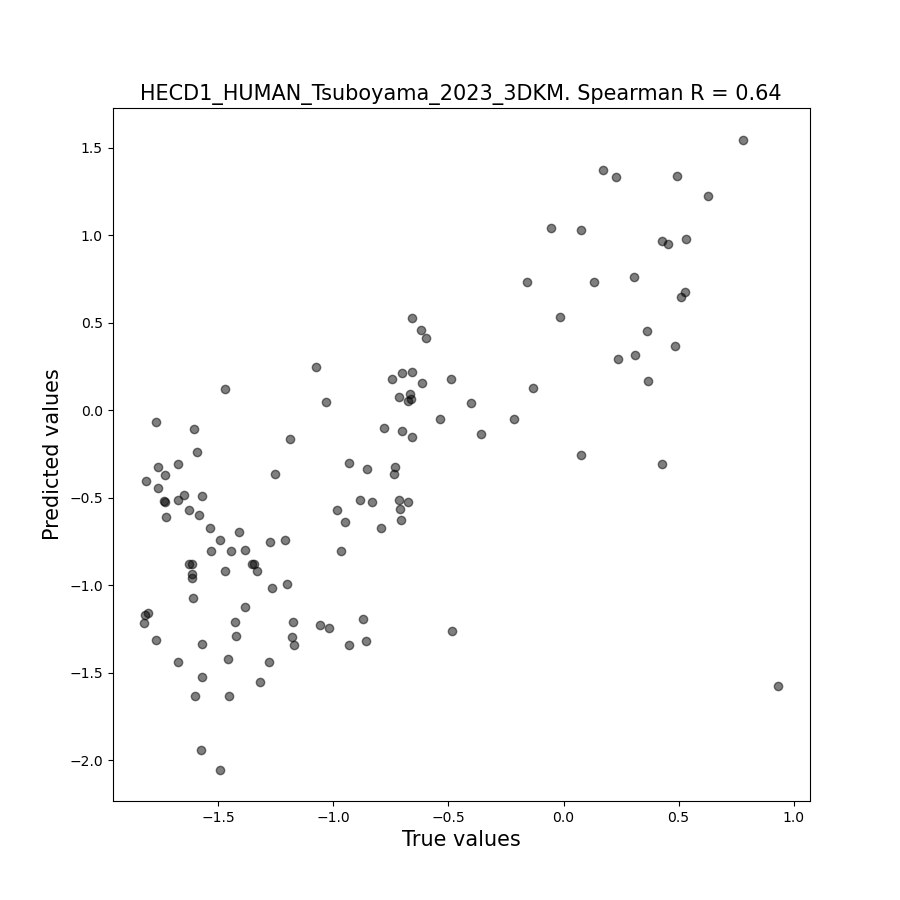 HECD1_HUMAN_Tsuboyama_2023_3DKM. Spearman R = 0.64
Predicted values
1.5
1.0
0.5
0.0
−0.5
−1.0
−1.5
−2.0
−1.5 −1.0 −0.5 0.0 0.5 1.0
True values